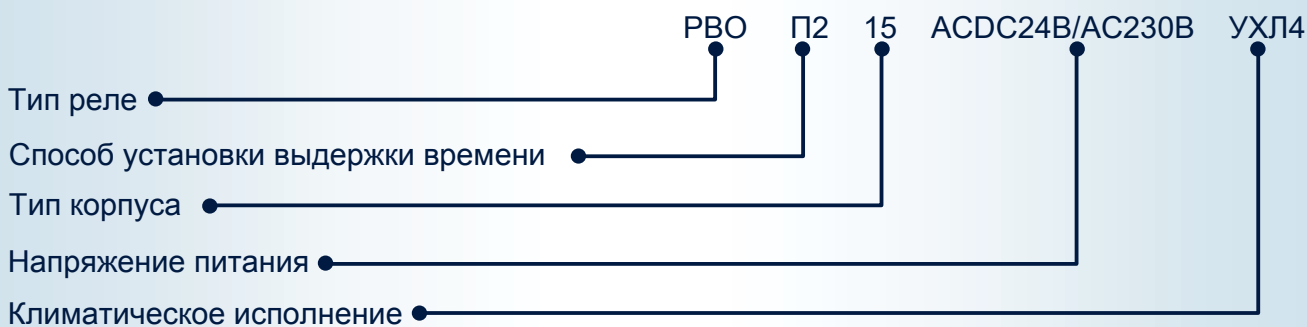 РВО П2 15 ACDC24В/AC230В УХЛ4
Тип реле
Способ установки выдержки времени
Тип корпуса
Напряжение питания
Климатическое исполнение